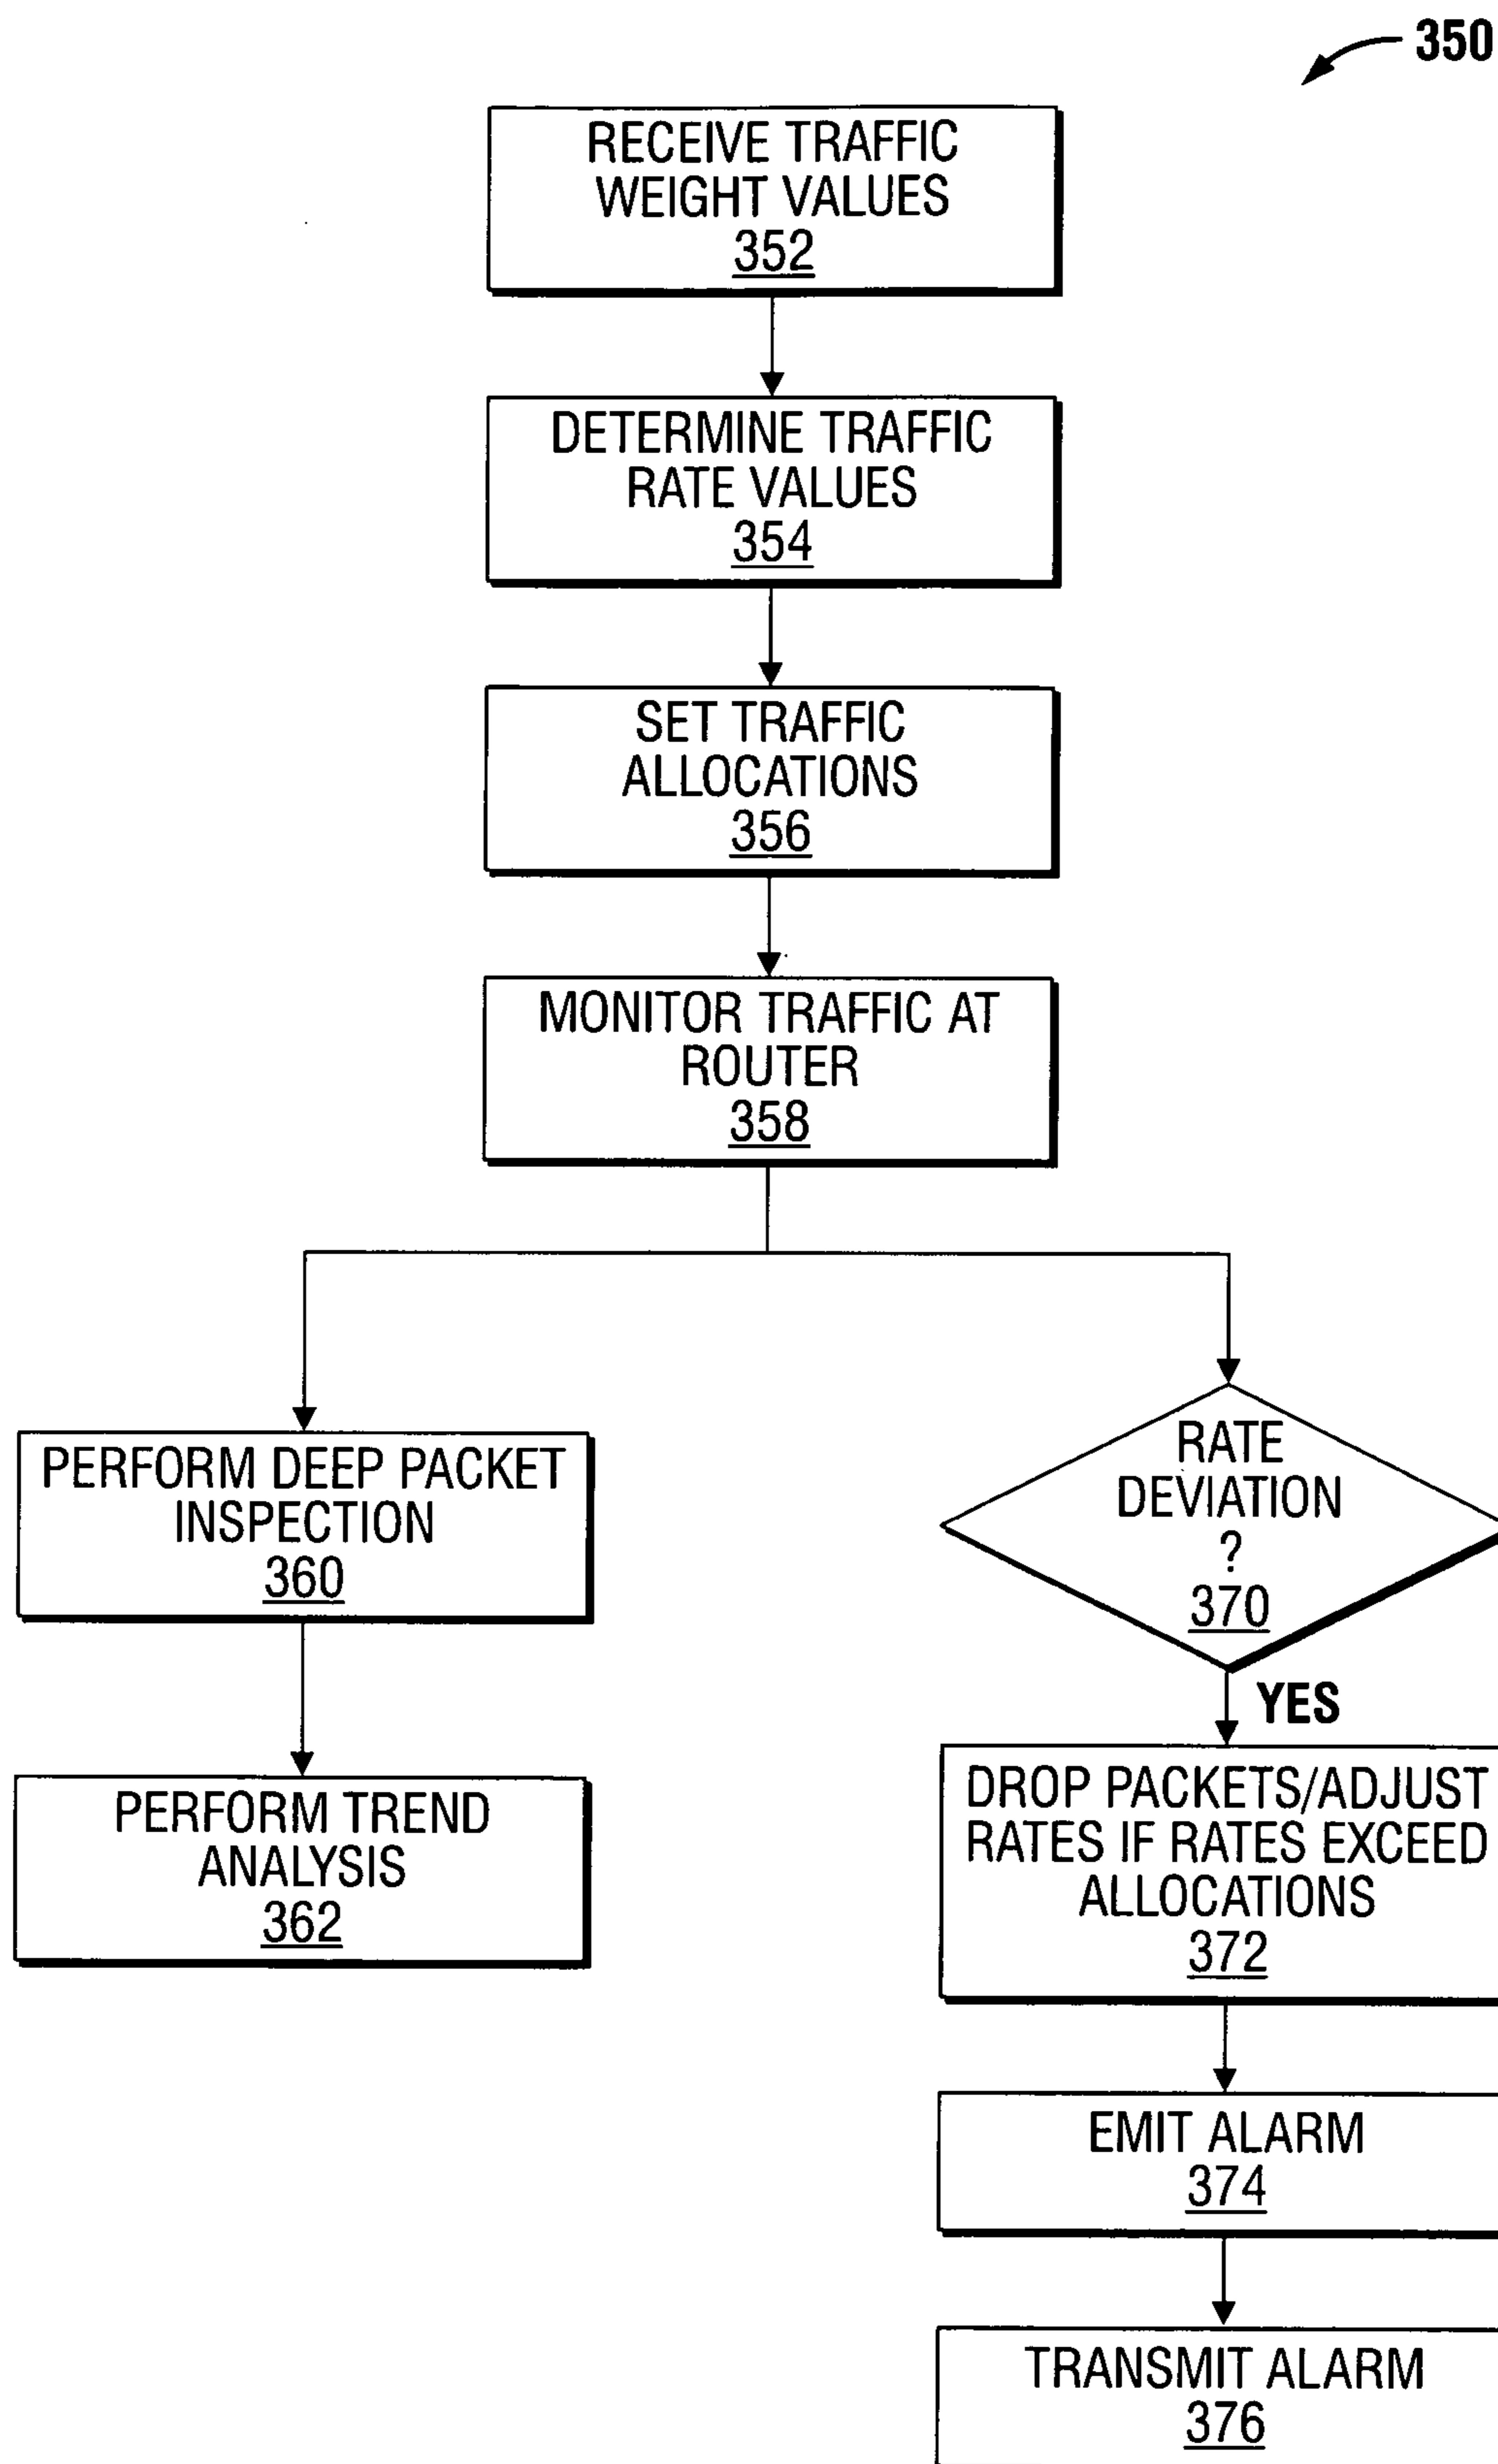 350
RECEIVE TRAFFIC
WEIGHT VALUES
352
DETERMINE TRAFFIC
RATE VALUES
354
SET TRAFFIC
ALLOCATIONS
356
MONITOR TRAFFIC AT
ROUTER
358
PERFORM DEEP PACKET
INSPECTION
360
PERFORM TREND
ANALYSIS
362
RATE
DEVIATION
?
370
YES
DROP PACKETS/ADJUST
RATES IF RATES EXCEED
ALLOCATIONS
372
EMIT ALARM
374
TRANSMIT ALARM
376